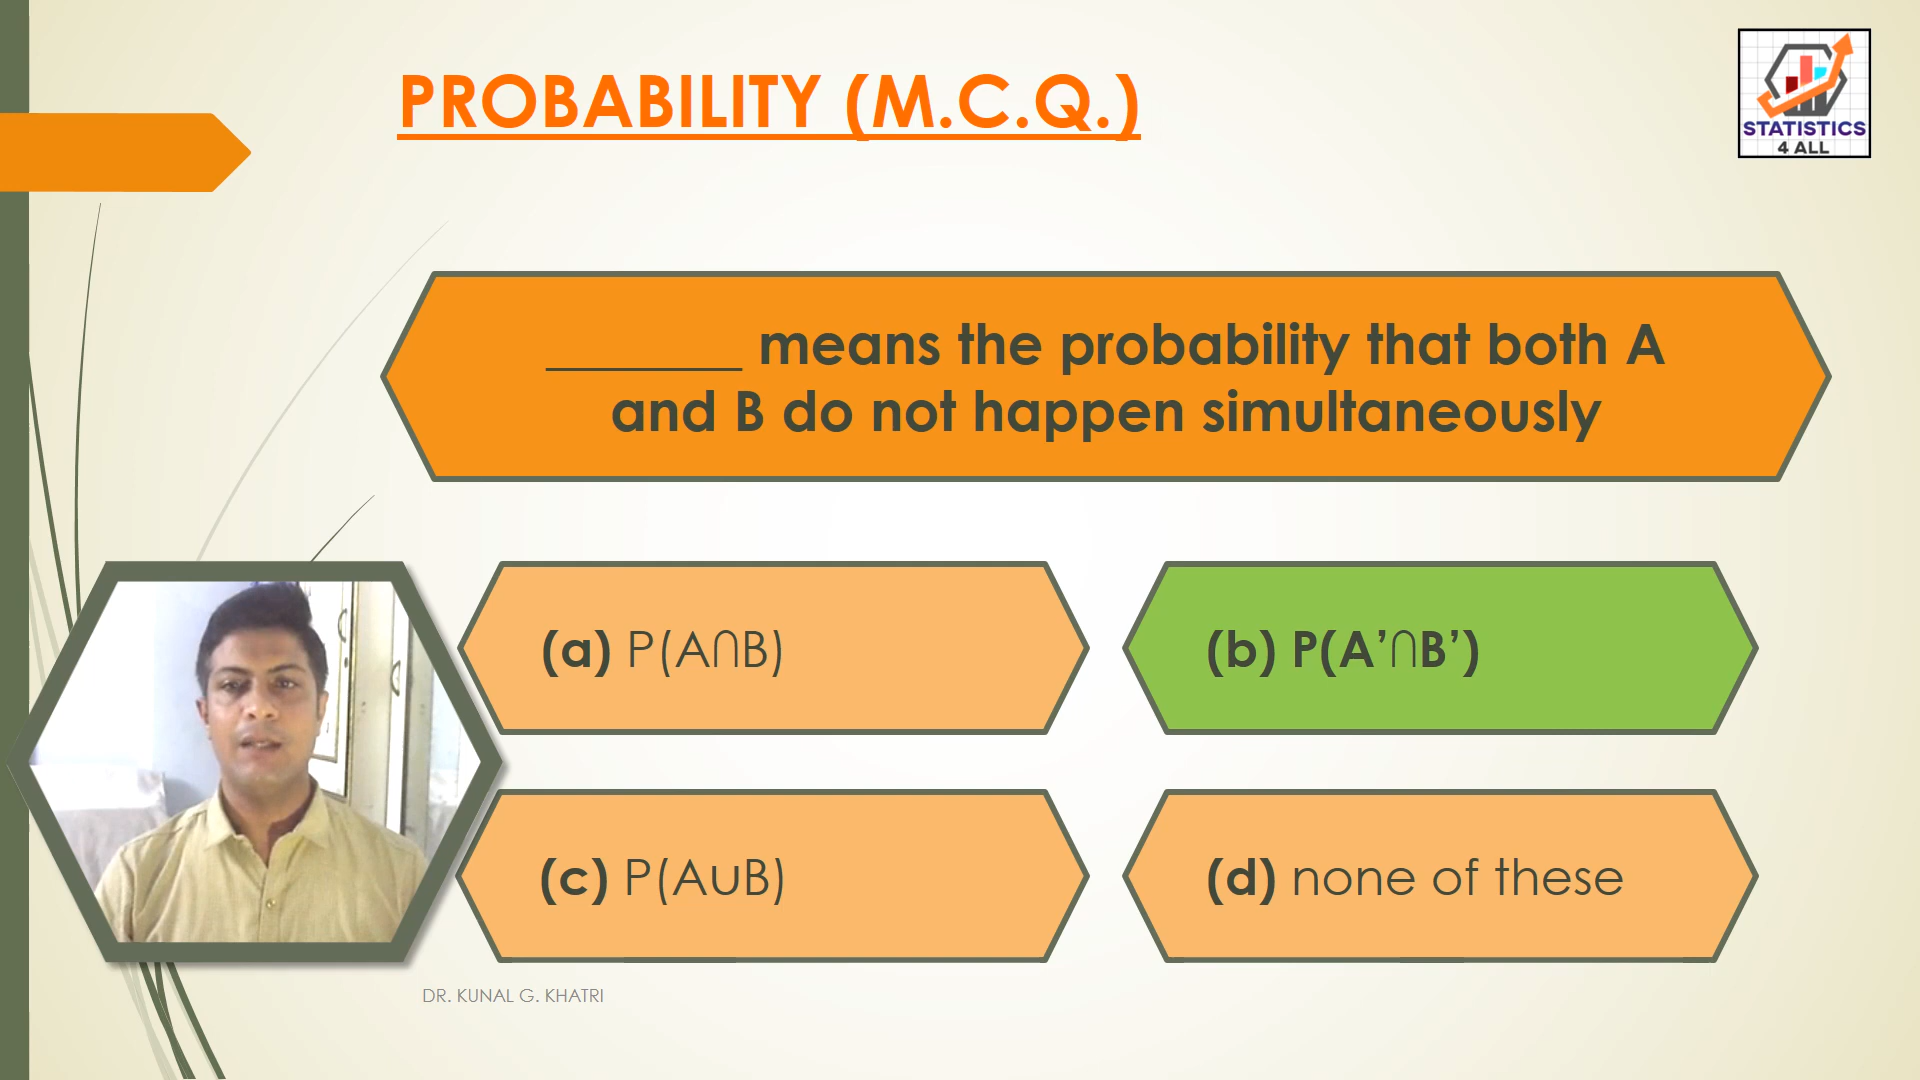 PROBABILITY (M.C.Q.)
STATISTICS
4 ALL
_______ means the probability that both A
and B do not happen simultaneously
(a) P(A∩B)
(b) P(A’∩B’)
(c) P(A∪B)
(d) none of these
DR. KUNAL G. KHATRI